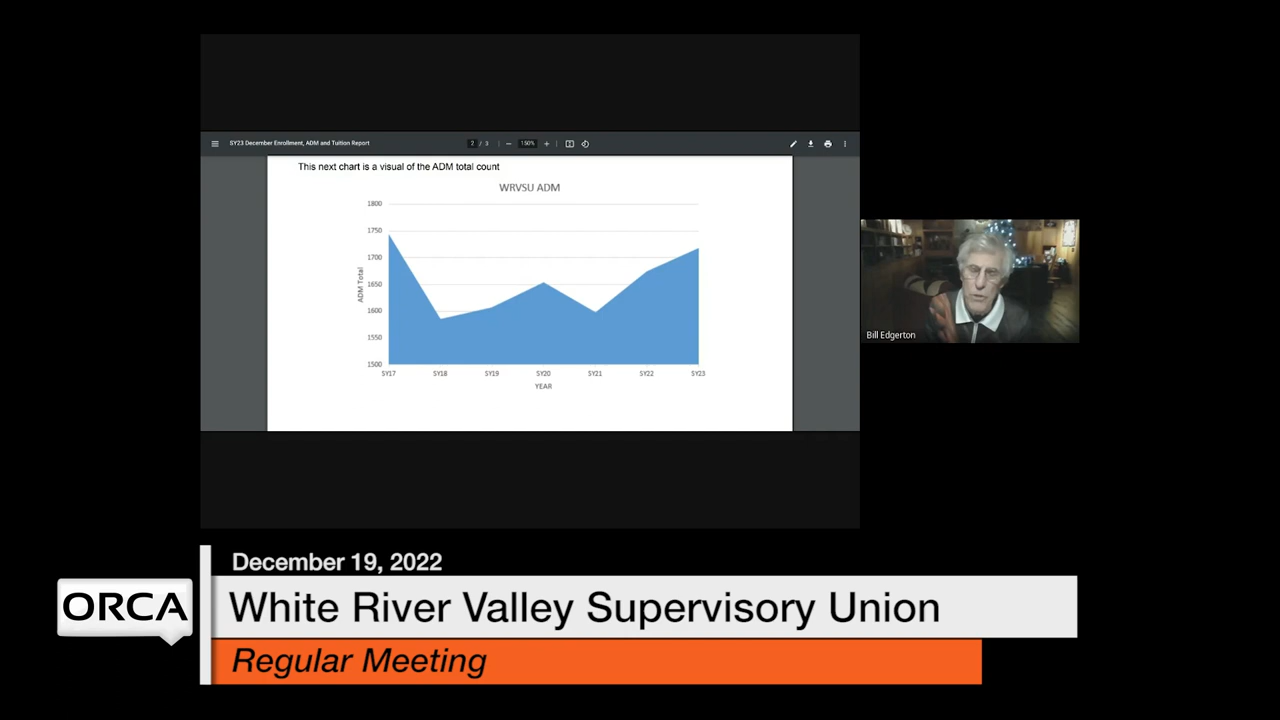 SY23 December Enrollment, ADM and Tuition Report
2 / 3
150%
This next chart is a visual of the ADM total count
WRVSU ADM
1800
1750
1700
1650
1600
1550
1500
ADM Total
SY17 SY18 SY19 SY20 SY21 SY22 SY23
YEAR
Bill Edgerton
December 19, 2022
ORCA
White River Valley Supervisory Union
Regular Meeting